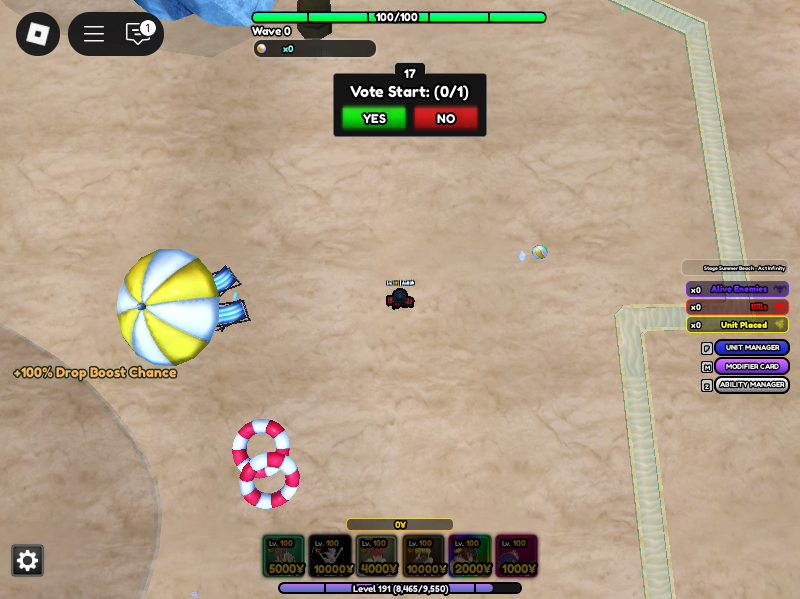 1
100/100
Wave 0
x0
17
Vote Start: (0/1)
YES
NO
Stage Summer Beach - Act Infinity
x0 Alive Enemies
x0 Kills
x0 Unit Placed
P UNIT MANAGER
M MODIFIER CARD
Z ABILITY MANAGER
+100% Drop Boost Chance
0¥
Lv. 100 Lv. 100 Lv. 100 Lv. 100 Lv. 100 Lv. 100
5000¥ 10000¥ 4000¥ 10000¥ 2000¥ 1000¥
Level 191 (8,465/9,550)